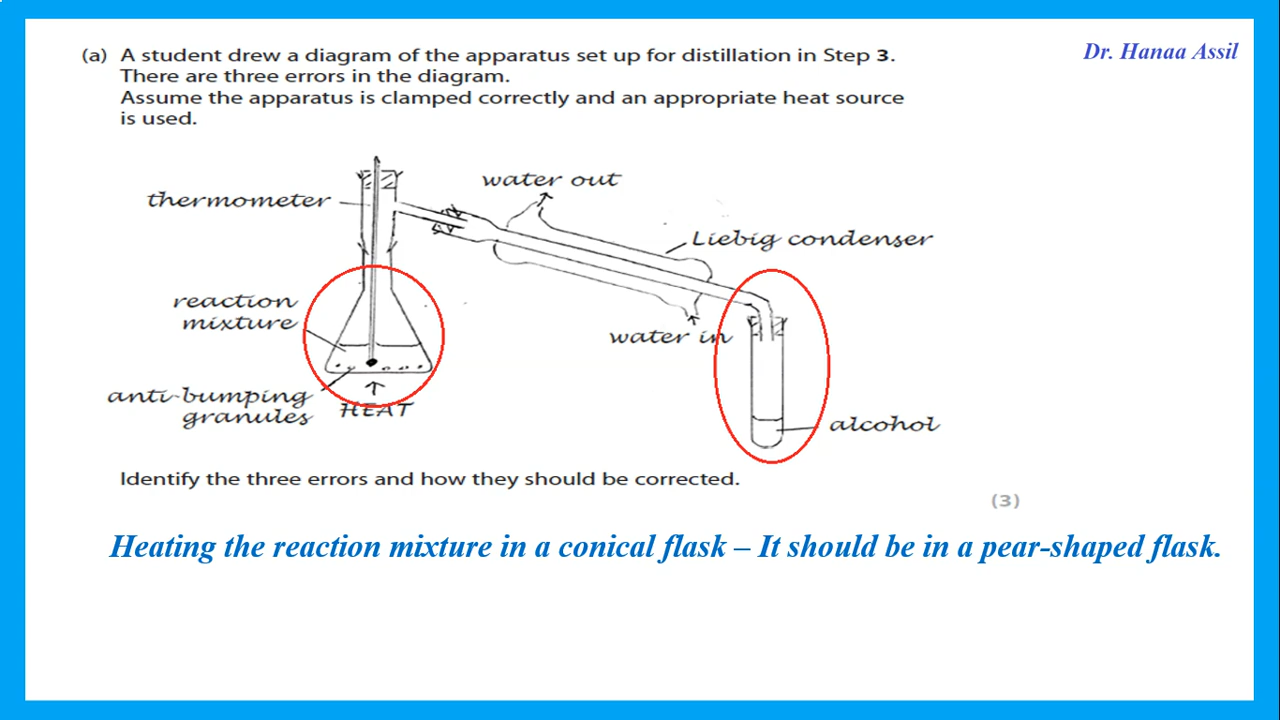 (a) A student drew a diagram of the apparatus set up for distillation in Step 3.
Dr. Hanaa Assil
There are three errors in the diagram.
Assume the apparatus is clamped correctly and an appropriate heat source
is used.
water out
thermometer
Liebig condenser
reaction
mixture
water in
anti-bumping
granules
HEAT
alcohol
Identify the three errors and how they should be corrected.
(3)
Heating the reaction mixture in a conical flask – It should be in a pear-shaped flask.